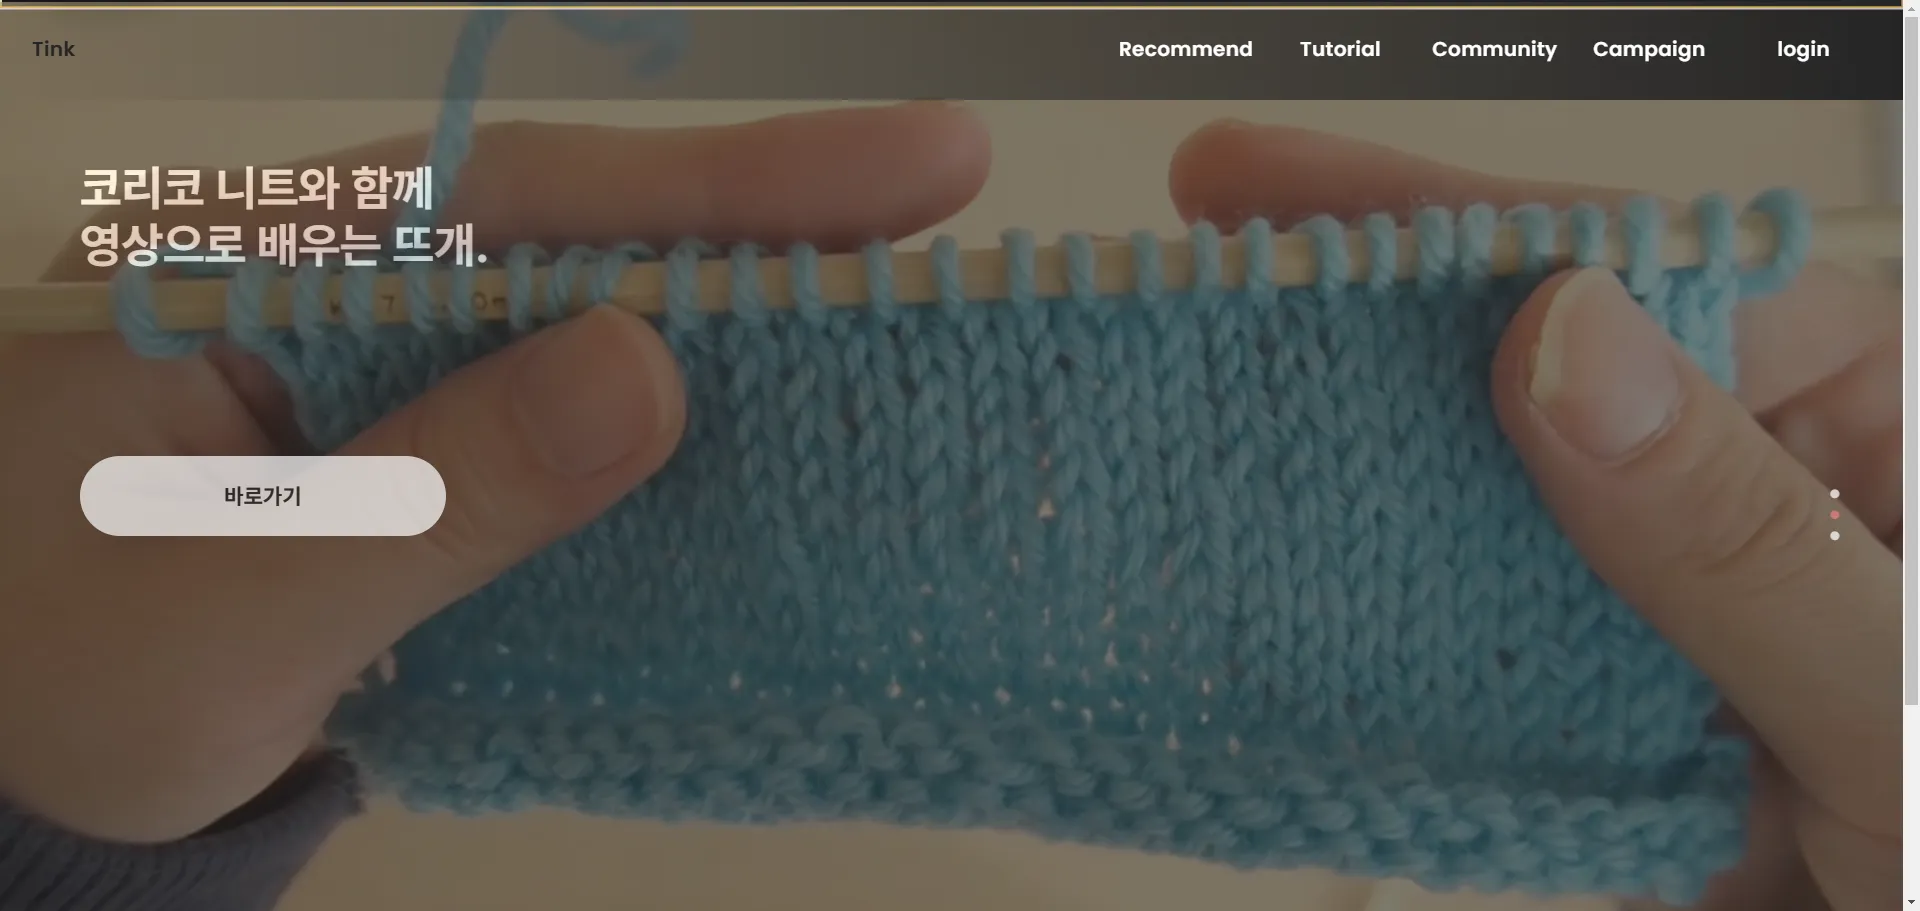 Tink
Recommend
Tutorial
Community
Campaign
login
코리코 니트와 함께
영상으로 배우는 뜨개.
바로가기